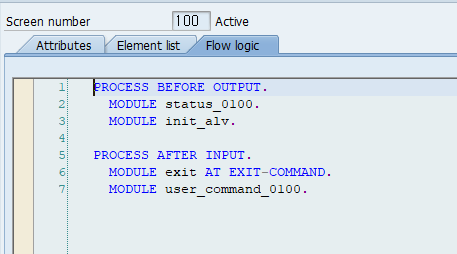 Screen number 100 Active
Attributes Element list Flow logic
1 PROCESS BEFORE OUTPUT.
2 MODULE status_0100.
3 MODULE init_alv.
4
5 PROCESS AFTER INPUT.
6 MODULE exit AT EXIT-COMMAND.
7 MODULE user_command_0100.